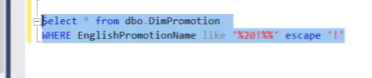 Select * from dbo.DimPromotion
WHERE EnglishPromotionName like '%20!%%' escape '!'